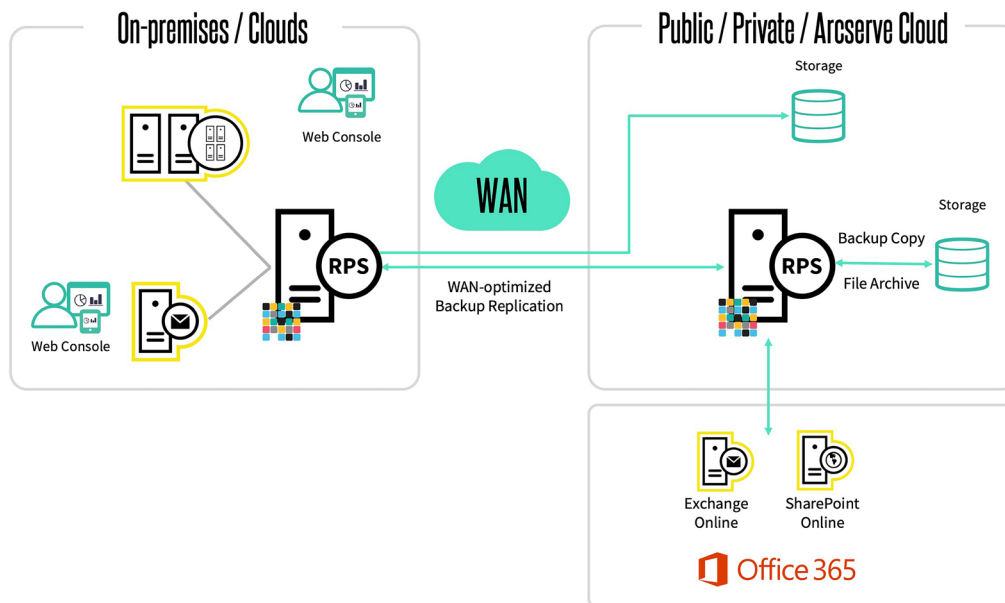 On-premises / Clouds
Web Console
Web Console
RPS
WAN
WAN-optimized
Backup Replication
Public / Private / Arcserve Cloud
Storage
RPS
Backup Copy
File Archive
Storage
Exchange
Online
SharePoint
Online
Office 365